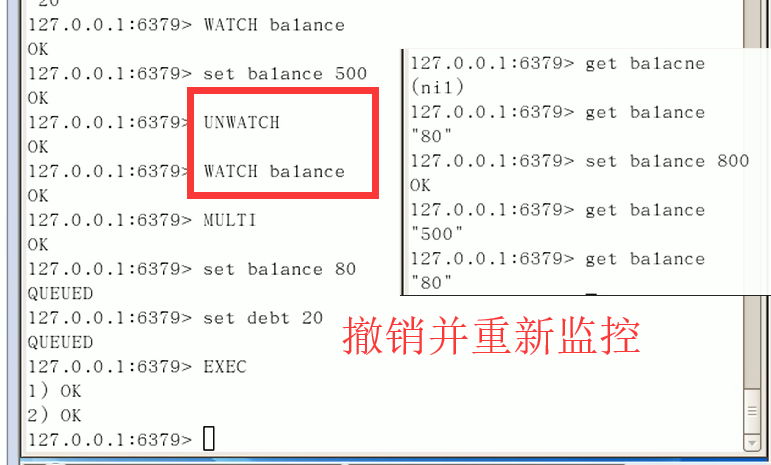 20
127.0.0.1:6379> WATCH balance
OK
127.0.0.1:6379> set balance 500
OK
127.0.0.1:6379> UNWATCH
OK
127.0.0.1:6379> WATCH balance
OK
127.0.0.1:6379> MULTI
OK
127.0.0.1:6379> set balance 80
QUEUED
127.0.0.1:6379> set debt 20
QUEUED
127.0.0.1:6379> EXEC
1) OK
2) OK
127.0.0.1:6379>
127.0.0.1:6379> get balacne
(nil)
127.0.0.1:6379> get balance
"80"
127.0.0.1:6379> set balance 800
OK
127.0.0.1:6379> get balance
"500"
127.0.0.1:6379> get balance
"80"
撤销并重新监控